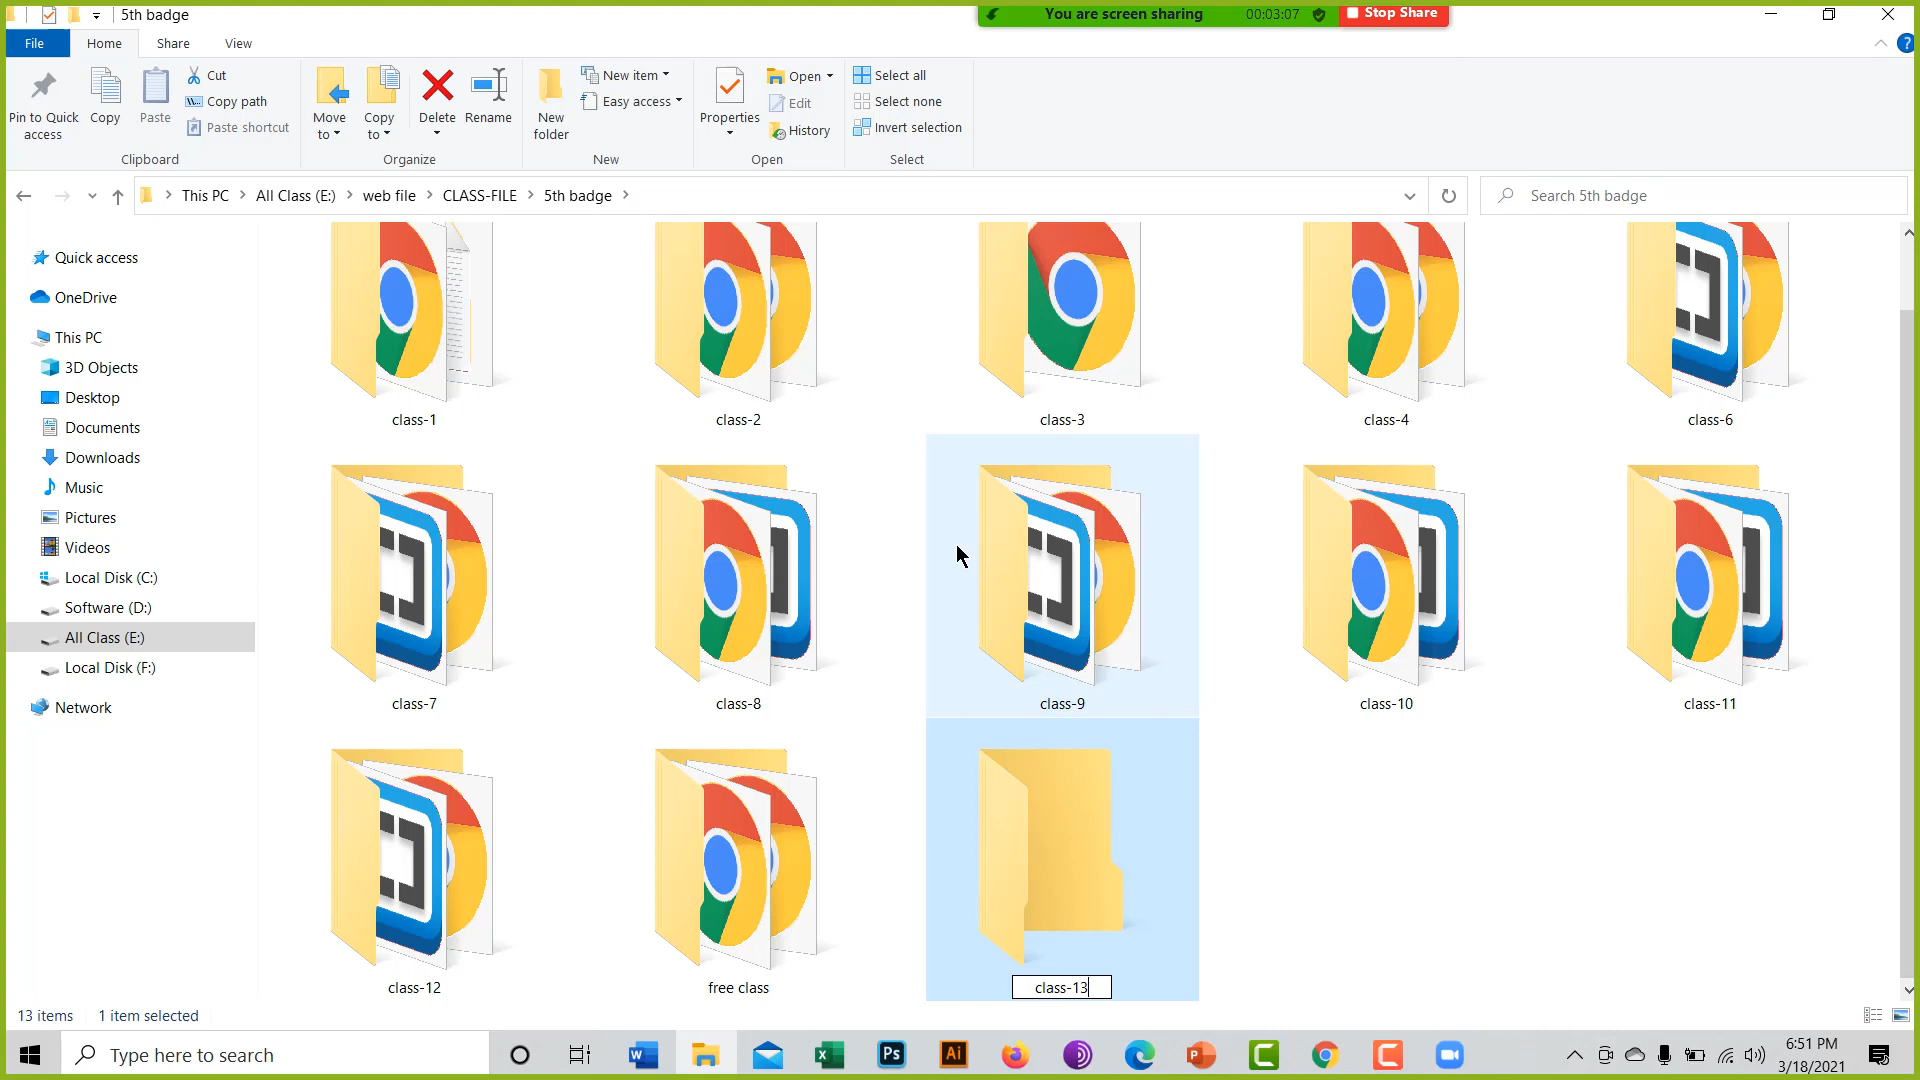 5th badge
You are screen sharing 00:03:07 Stop Share
File Home Share View
Pin to Quick access
Copy
Paste
Cut
Copy path
Paste shortcut
Clipboard
Move to
Copy to
Delete
Rename
Organize
New folder
New item
Easy access
New
Properties
Open
Edit
History
Open
Select all
Select none
Invert selection
Select
This PC All Class (E:) web file CLASS-FILE 5th badge
Search 5th badge
Quick access
OneDrive
This PC
3D Objects
Desktop
Documents
Downloads
Music
Pictures
Videos
Local Disk (C:)
Software (D:)
All Class (E:)
Local Disk (F:)
Network
class-1 class-2 class-3 class-4 class-6
class-7 class-8 class-9 class-10 class-11
class-12 free class class-13
13 items 1 item selected
Type here to search
Ps
Ai
6:51 PM
3/18/2021